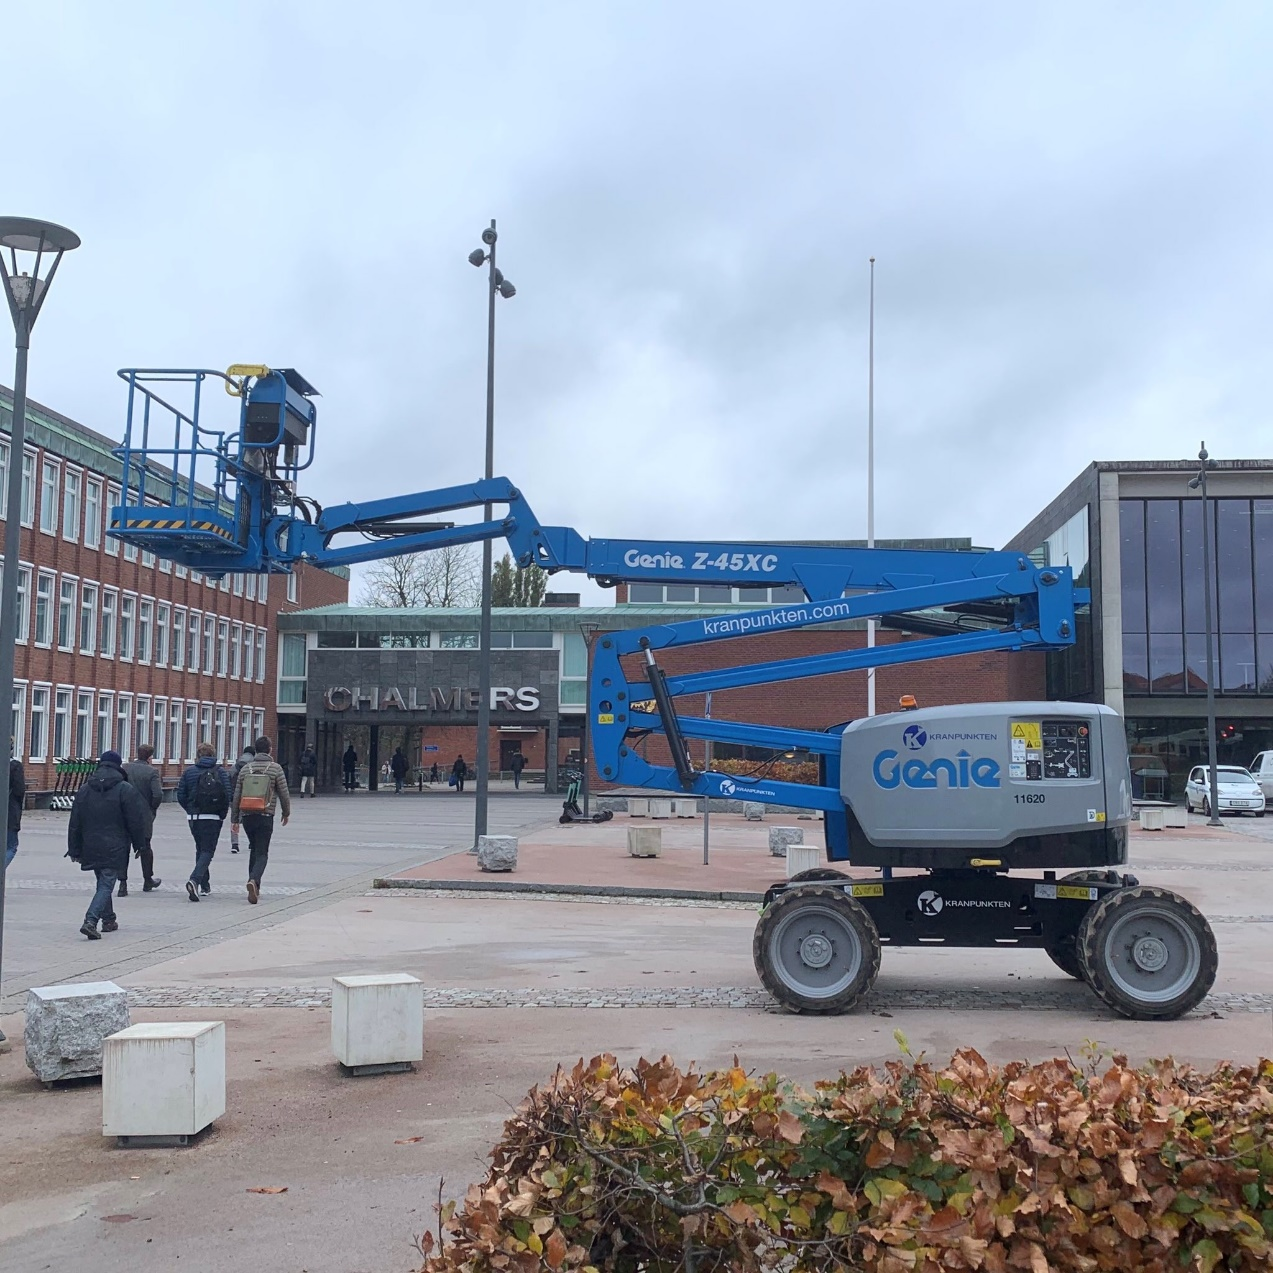 Genie Z-45XC
kranpunkten.com
CHALMERS
K KRANPUNKTEN
Genie
11620
K KRANPUNKTEN
K KRANPUNKTEN